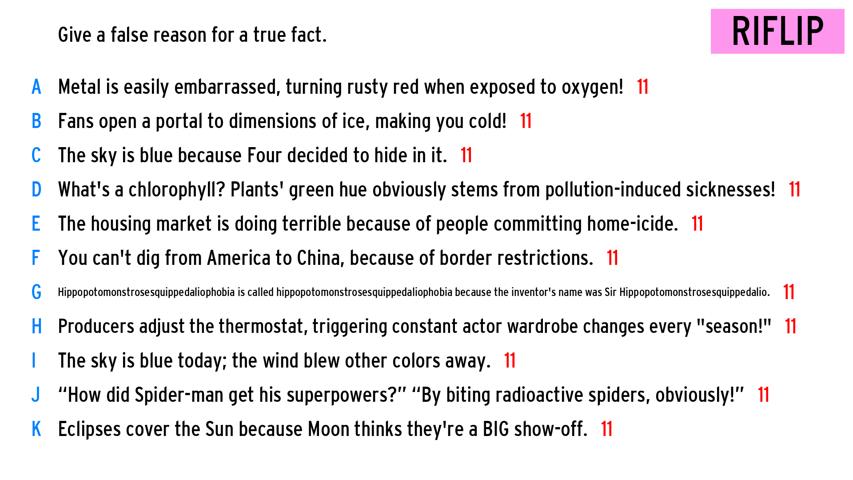 Give a false reason for a true fact.
RIFLIP
A Metal is easily embarrassed, turning rusty red when exposed to oxygen! 11
B Fans open a portal to dimensions of ice, making you cold! 11
C The sky is blue because Four decided to hide in it. 11
D What's a chlorophyll? Plants' green hue obviously stems from pollution-induced sicknesses! 11
E The housing market is doing terrible because of people committing home-icide. 11
F You can't dig from America to China, because of border restrictions. 11
G Hippopotomonstrosesquippedaliophobia is called hippopotomonstrosesquippedaliophobia because the inventor's name was Sir Hippopotomonstrosesquippedalio. 11
H Producers adjust the thermostat, triggering constant actor wardrobe changes every "season!" 11
I The sky is blue today; the wind blew other colors away. 11
J “How did Spider-man get his superpowers?” “By biting radioactive spiders, obviously!” 11
K Eclipses cover the Sun because Moon thinks they're a BIG show-off. 11